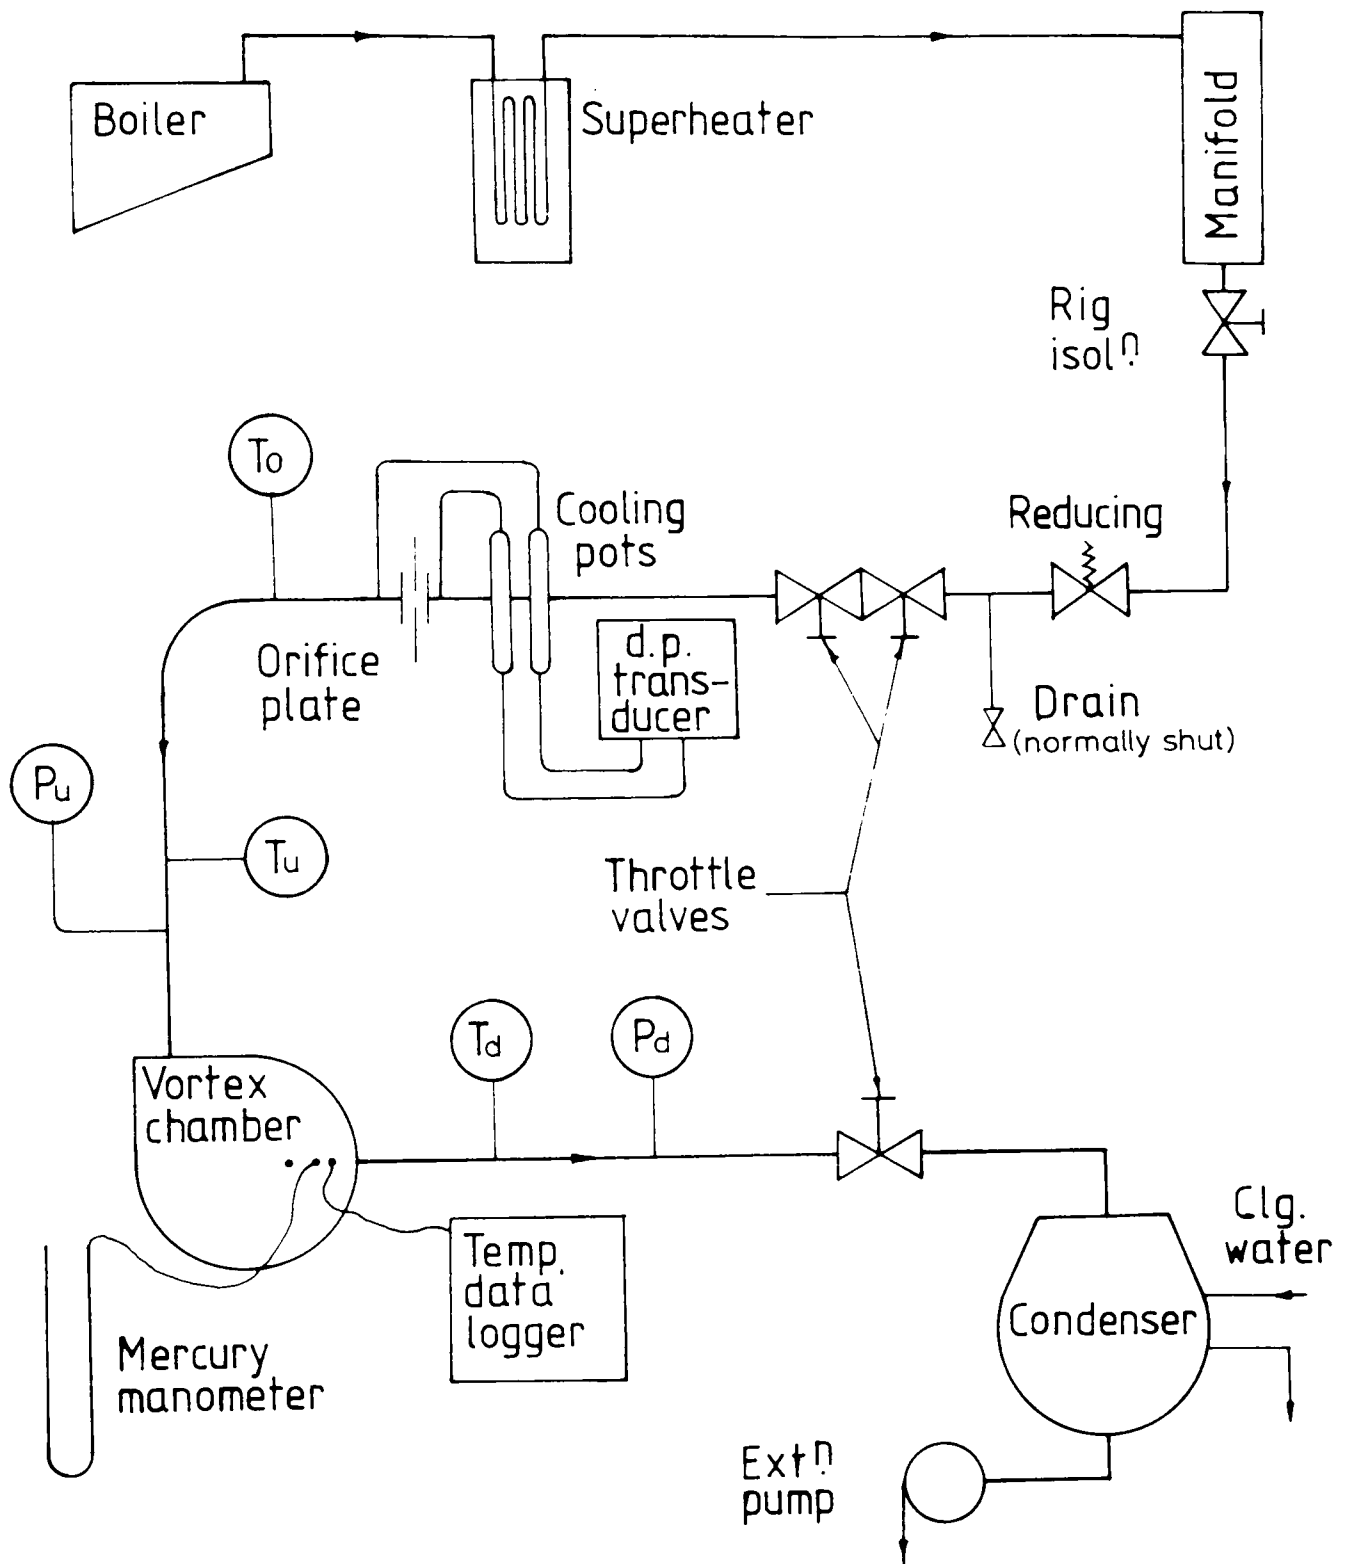 Boiler
Superheater
Manifold
Rig
isolⁿ.
To
Cooling
pots
Reducing
Orifice
plate
d.p.
trans-
ducer
Drain
(normally shut)
Pu
Tu
Throttle
valves
Td
Pd
Vortex
chamber
Temp.
data
logger
Clg.
water
Condenser
Mercury
manometer
Extⁿ.
pump